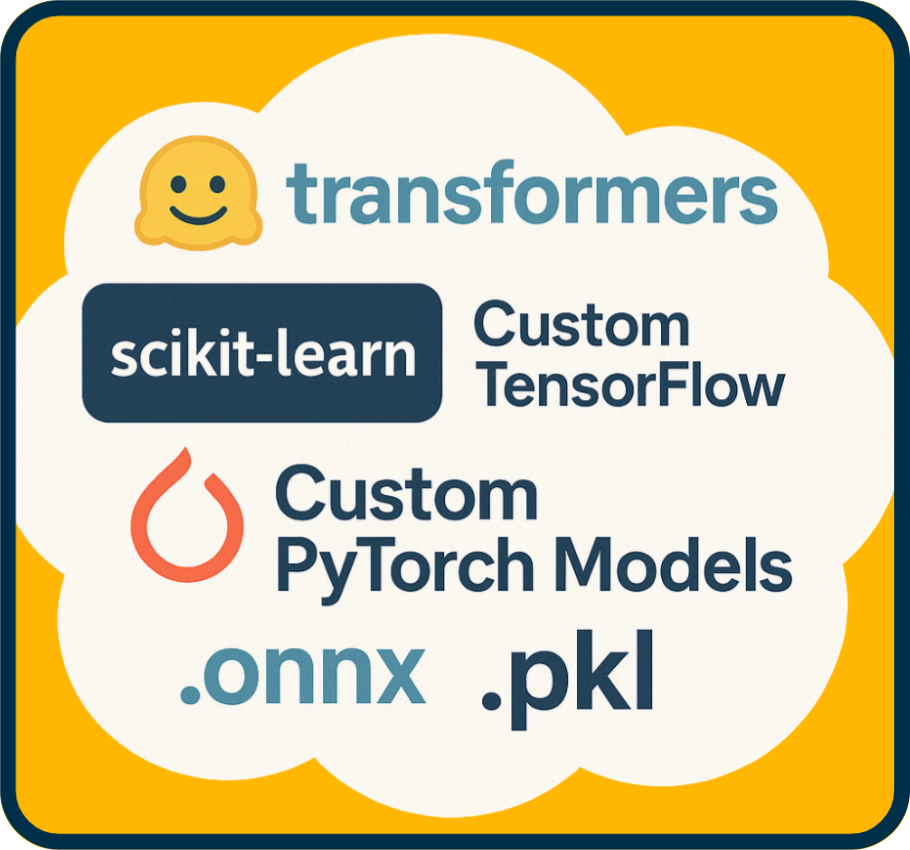 transformers
scikit-learn
Custom
TensorFlow
Custom
PyTorch Models
.onnx .pkl